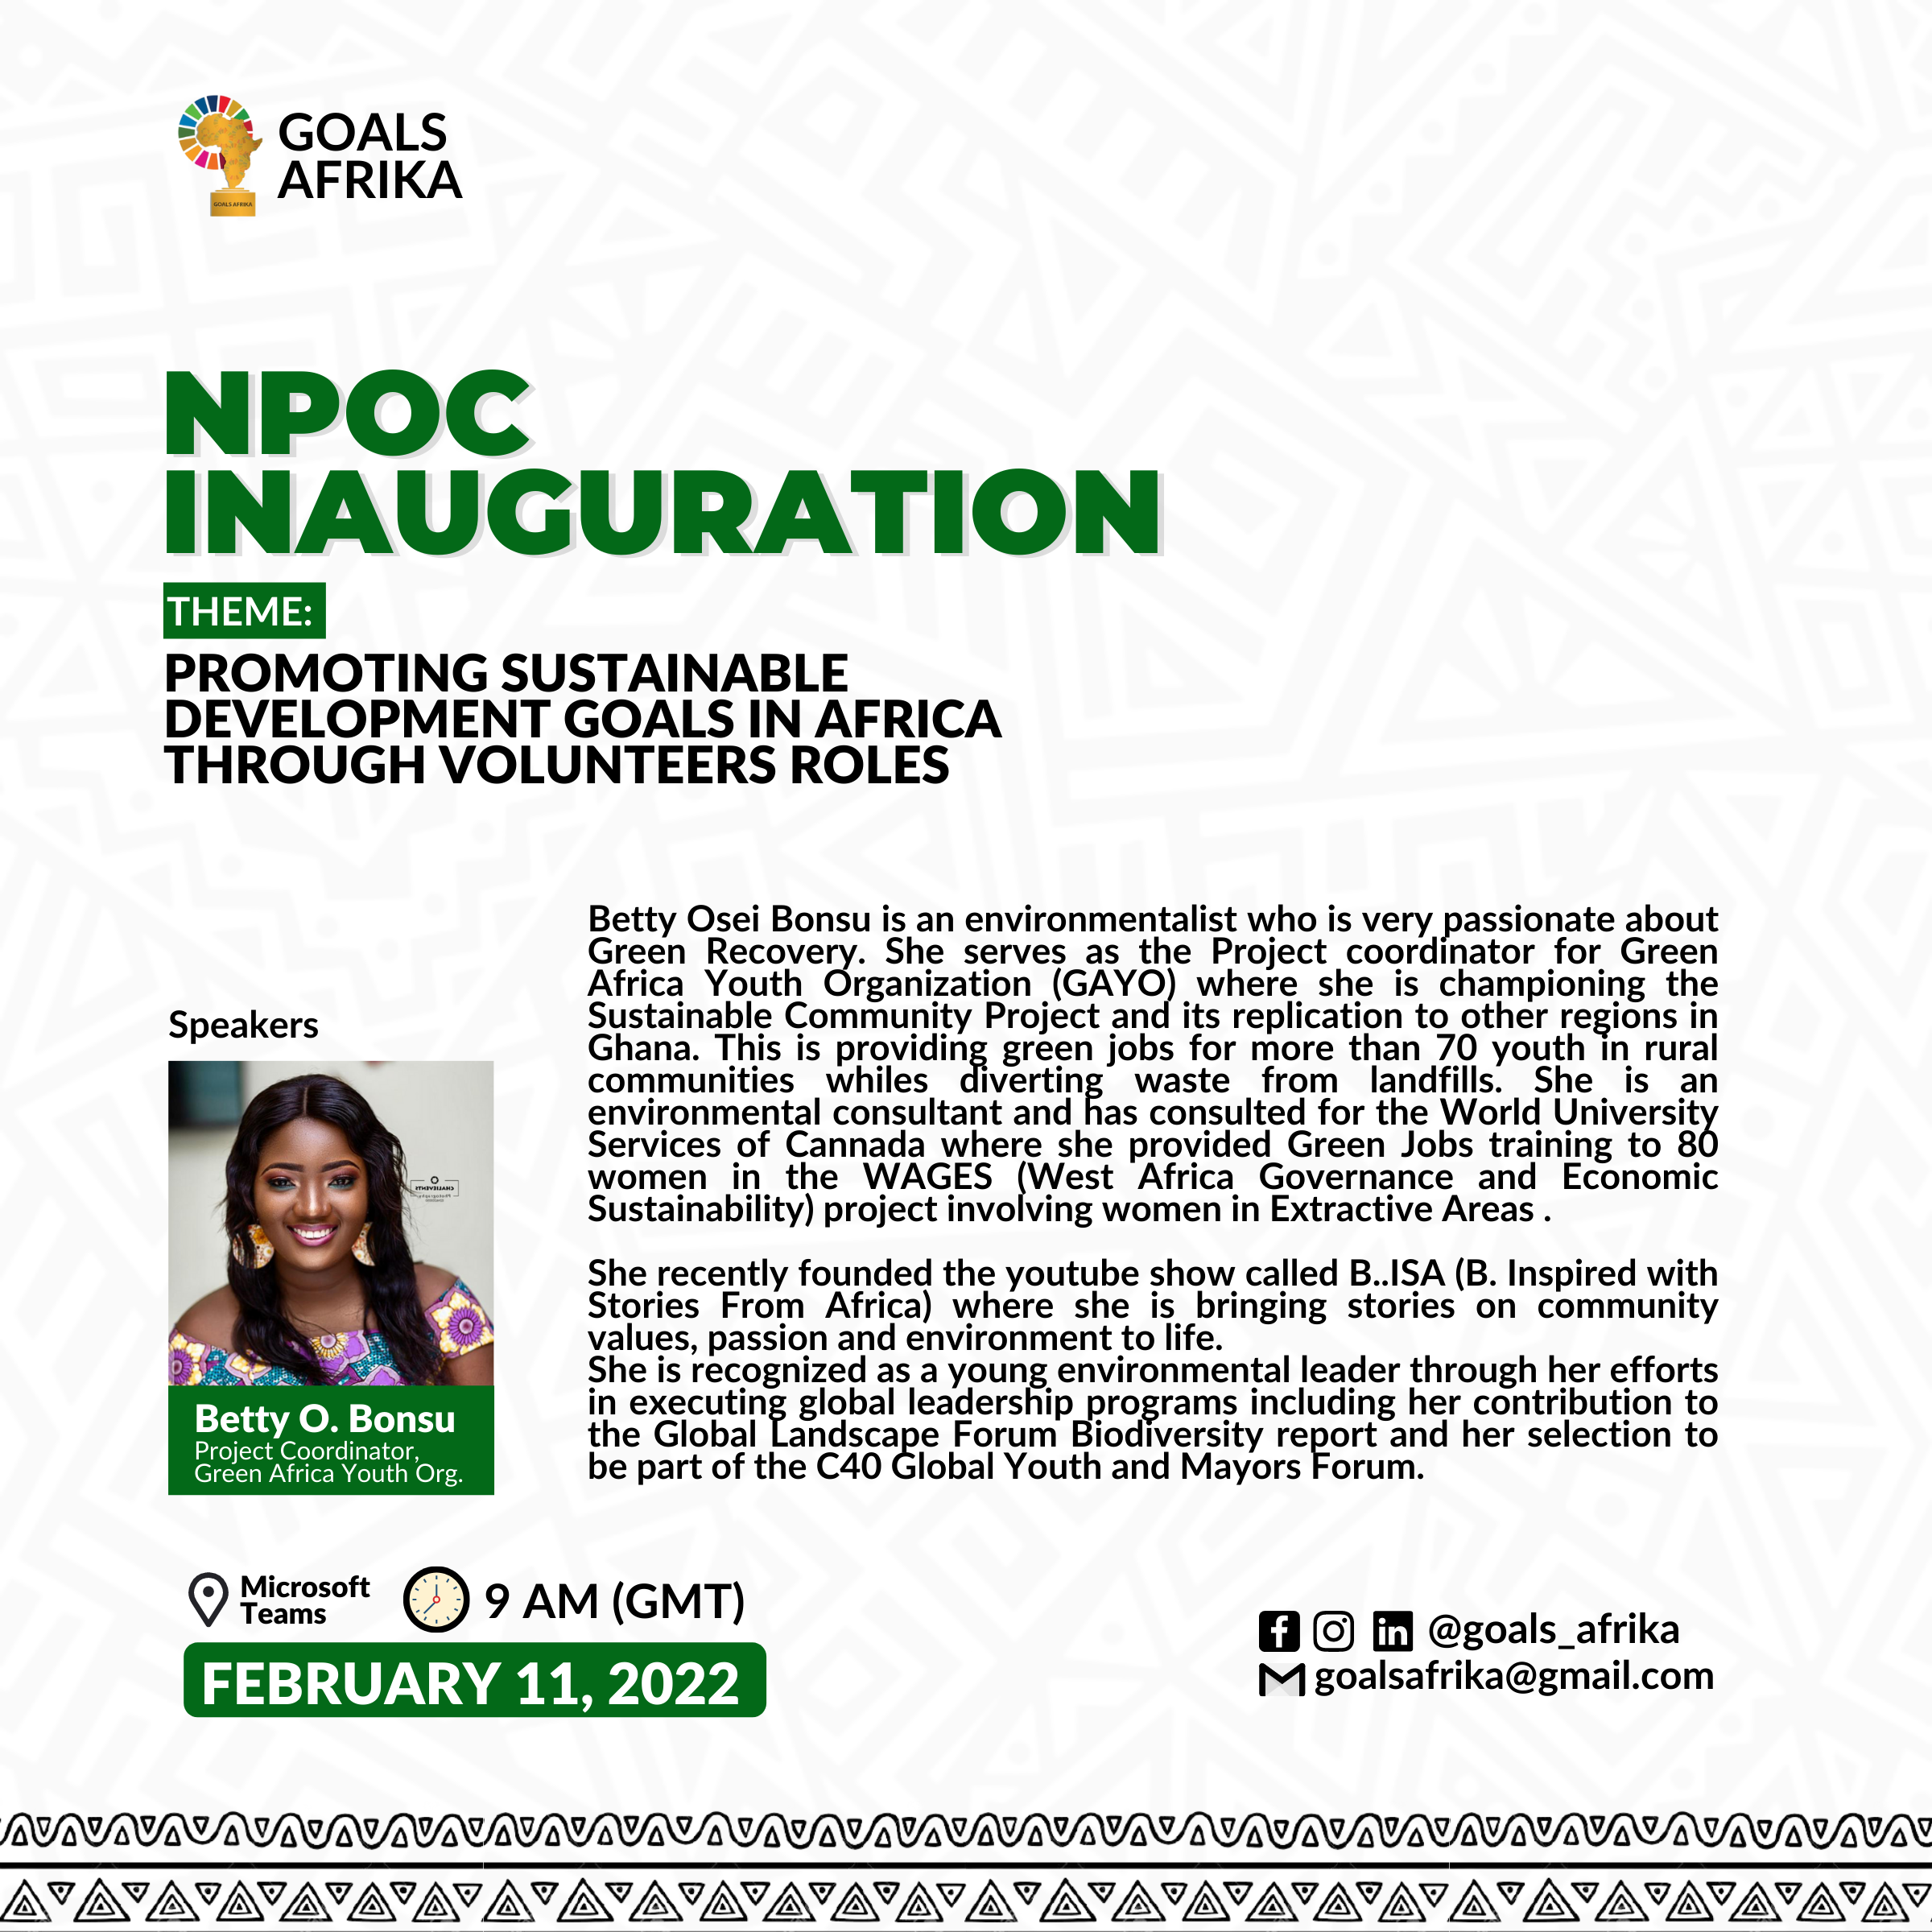 GOALS
AFRIKA
GOALS AFRIKA
NPOC
INAUGURATION
THEME:
PROMOTING SUSTAINABLE
DEVELOPMENT GOALS IN AFRICA
THROUGH VOLUNTEERS ROLES
Speakers
Betty O. Bonsu
Project Coordinator,
Green Africa Youth Org.
Betty Osei Bonsu is an environmentalist who is very passionate about
Green Recovery. She serves as the Project coordinator for Green
Africa Youth Organization (GAYO) where she is championing the
Sustainable Community Project and its replication to other regions in
Ghana. This is providing green jobs for more than 70 youth in rural
communities whiles diverting waste from landfills. She is an
environmental consultant and has consulted for the World University
Services of Cannada where she provided Green Jobs training to 80
women in the WAGES (West Africa Governance and Economic
Sustainability) project involving women in Extractive Areas .
She recently founded the youtube show called B..ISA (B. Inspired with
Stories From Africa) where she is bringing stories on community
values, passion and environment to life.
She is recognized as a young environmental leader through her efforts
in executing global leadership programs including her contribution to
the Global Landscape Forum Biodiversity report and her selection to
be part of the C40 Global Youth and Mayors Forum.
Microsoft
Teams
9 AM (GMT)
FEBRUARY 11, 2022
@goals_afrika
goalsafrika@gmail.com